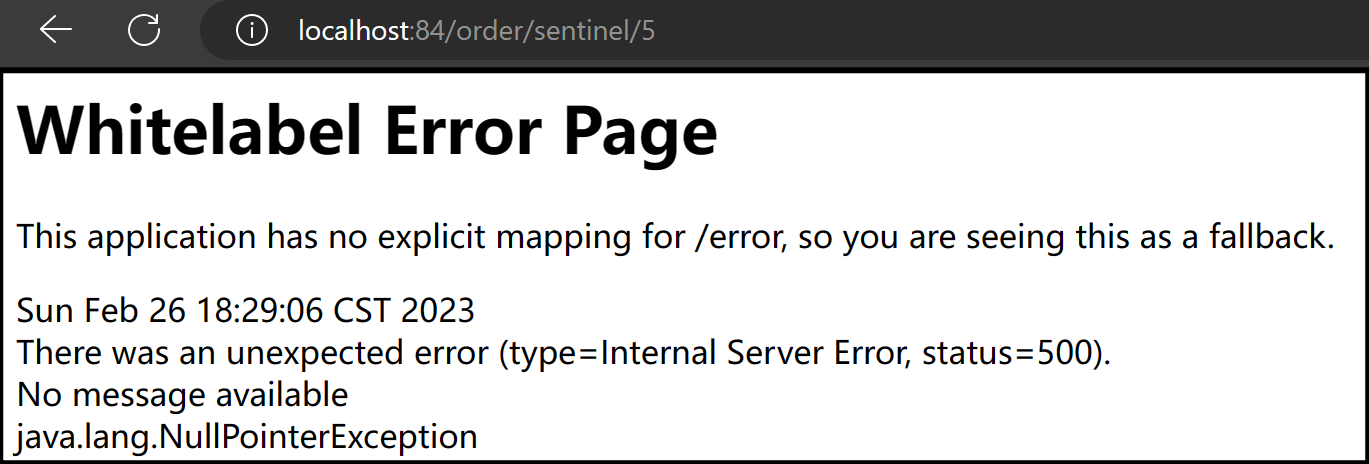 localhost:84/order/sentinel/5
Whitelabel Error Page
This application has no explicit mapping for /error, so you are seeing this as a fallback.
Sun Feb 26 18:29:06 CST 2023
There was an unexpected error (type=Internal Server Error, status=500).
No message available
java.lang.NullPointerException